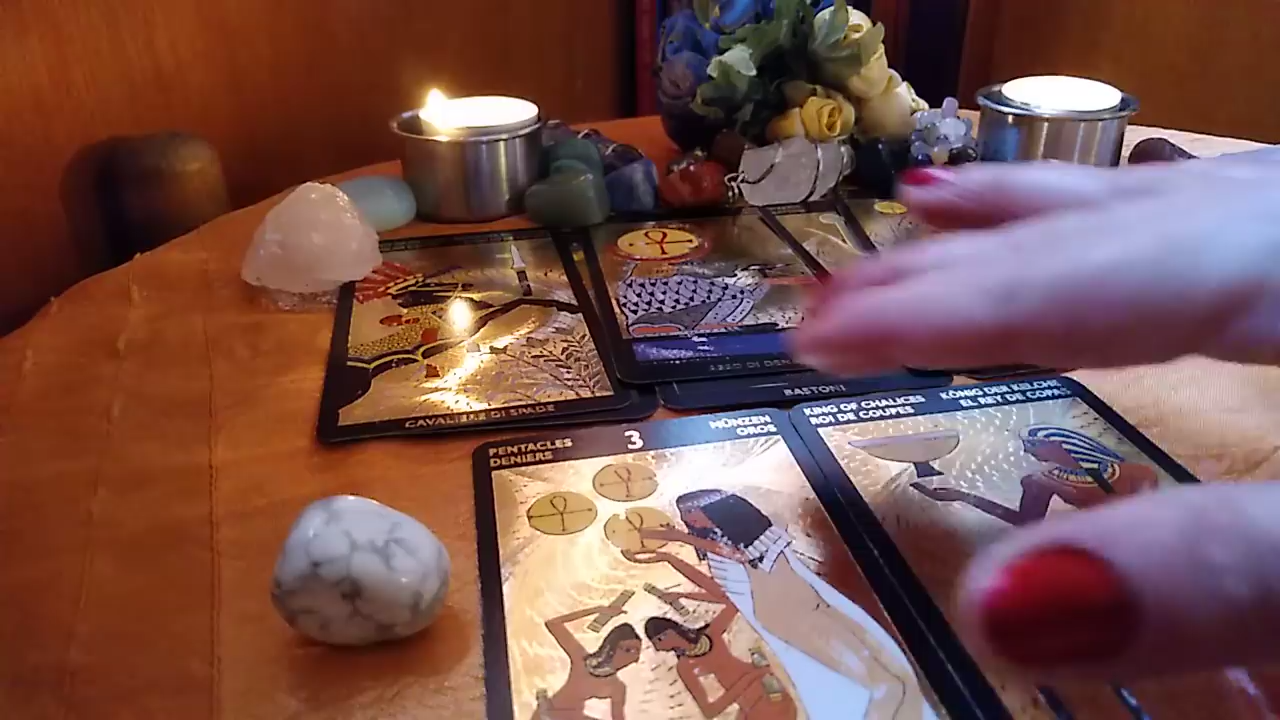 CAVALIERE DI SPADE
BASTONI
PENTACLES
DENIERS
3
MÜNZEN
OROS
KING OF CHALICES
ROI DE COUPES
KÖNIG DER KELCHE
EL REY DE COPAS